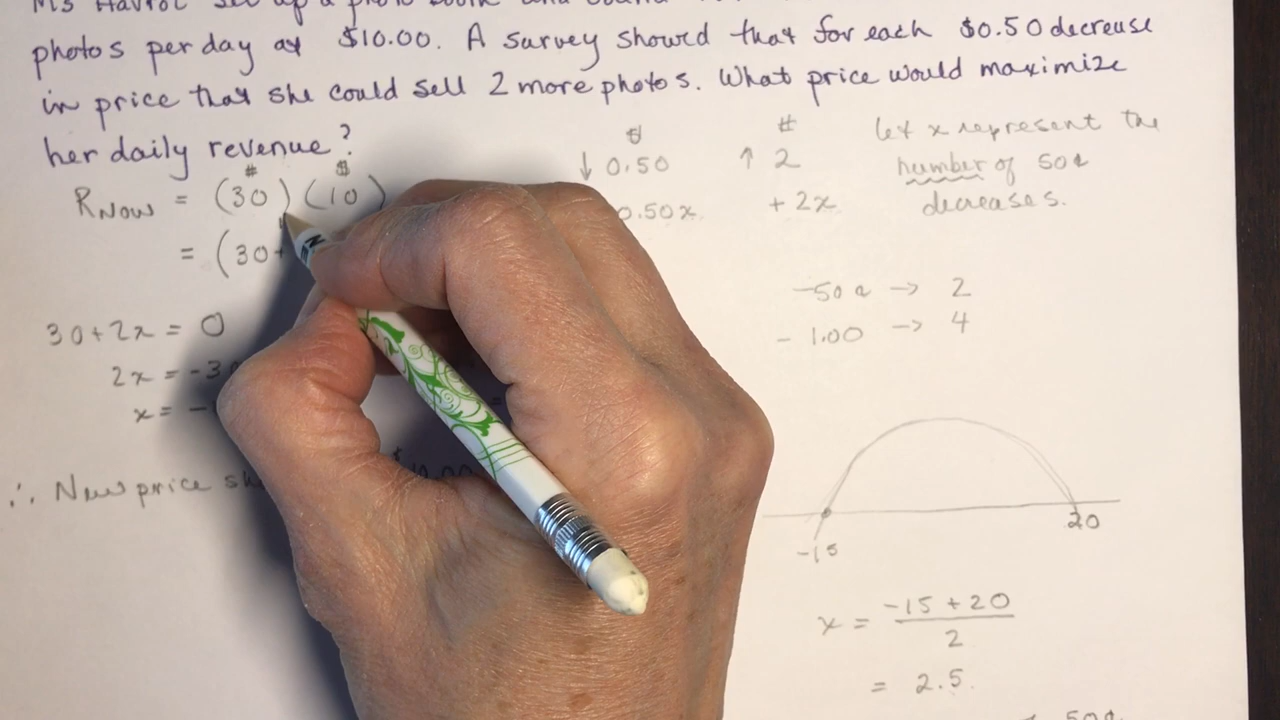 photos per day at $10.00. A survey showed that for each $0.50 decrease
in price that she could sell 2 more photos. What price would maximize
her daily revenue?
# $
R NOW = (30)(10)
= (30+
30+2x = 0
2x = -3
x = -
∴ New price
$ #
↓ 0.50 ↑ 2
0.50x + 2x
let x represent the
number of 50¢
decreases.
-50¢ -> 2
- 1.00 -> 4
-15 20
x = -15 + 20
2
= 2.5
50¢